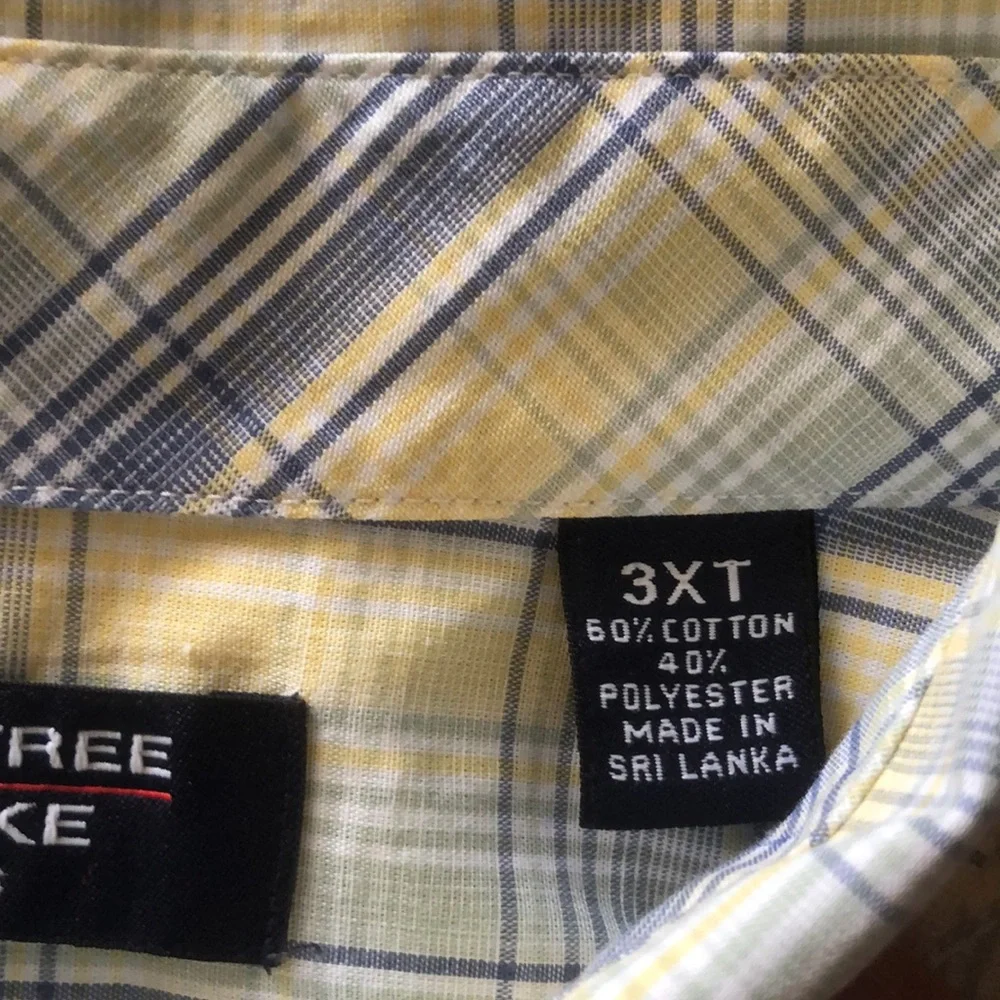 3XT
60% COTTON
40%
POLYESTER
MADE IN
SRI LANKA
TREE
KE